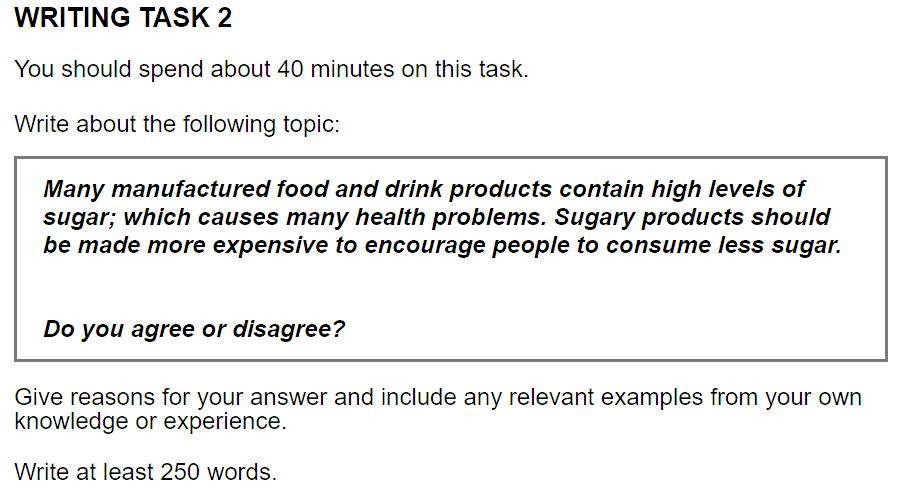 WRITING TASK 2
You should spend about 40 minutes on this task.
Write about the following topic:
Many manufactured food and drink products contain high levels of
sugar; which causes many health problems. Sugary products should
be made more expensive to encourage people to consume less sugar.
Do you agree or disagree?
Give reasons for your answer and include any relevant examples from your own
knowledge or experience.
Write at least 250 words.